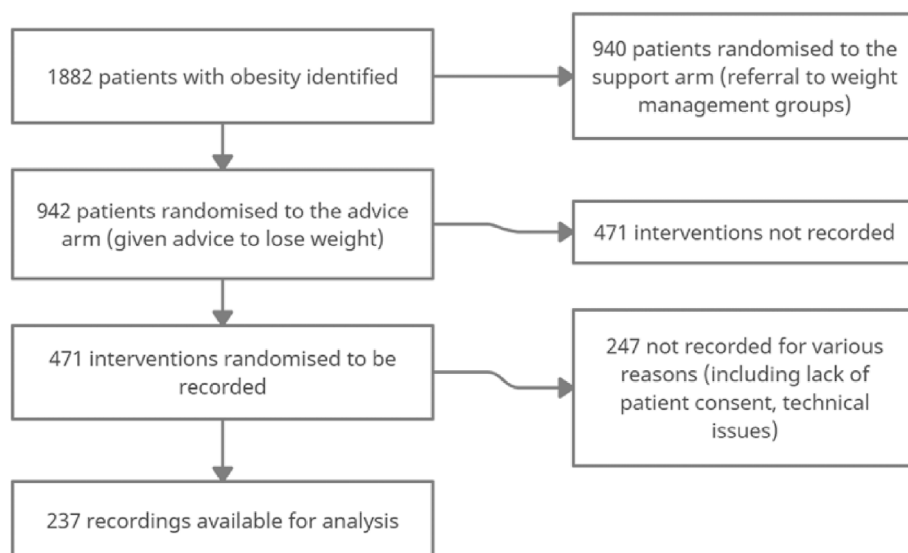 1882 patients with obesity identified
940 patients randomised to the
support arm (referral to weight
management groups)
942 patients randomised to the advice
arm (given advice to lose weight)
471 interventions not recorded
471 interventions randomised to be
recorded
247 not recorded for various
reasons (including lack of
patient consent, technical
issues)
237 recordings available for analysis